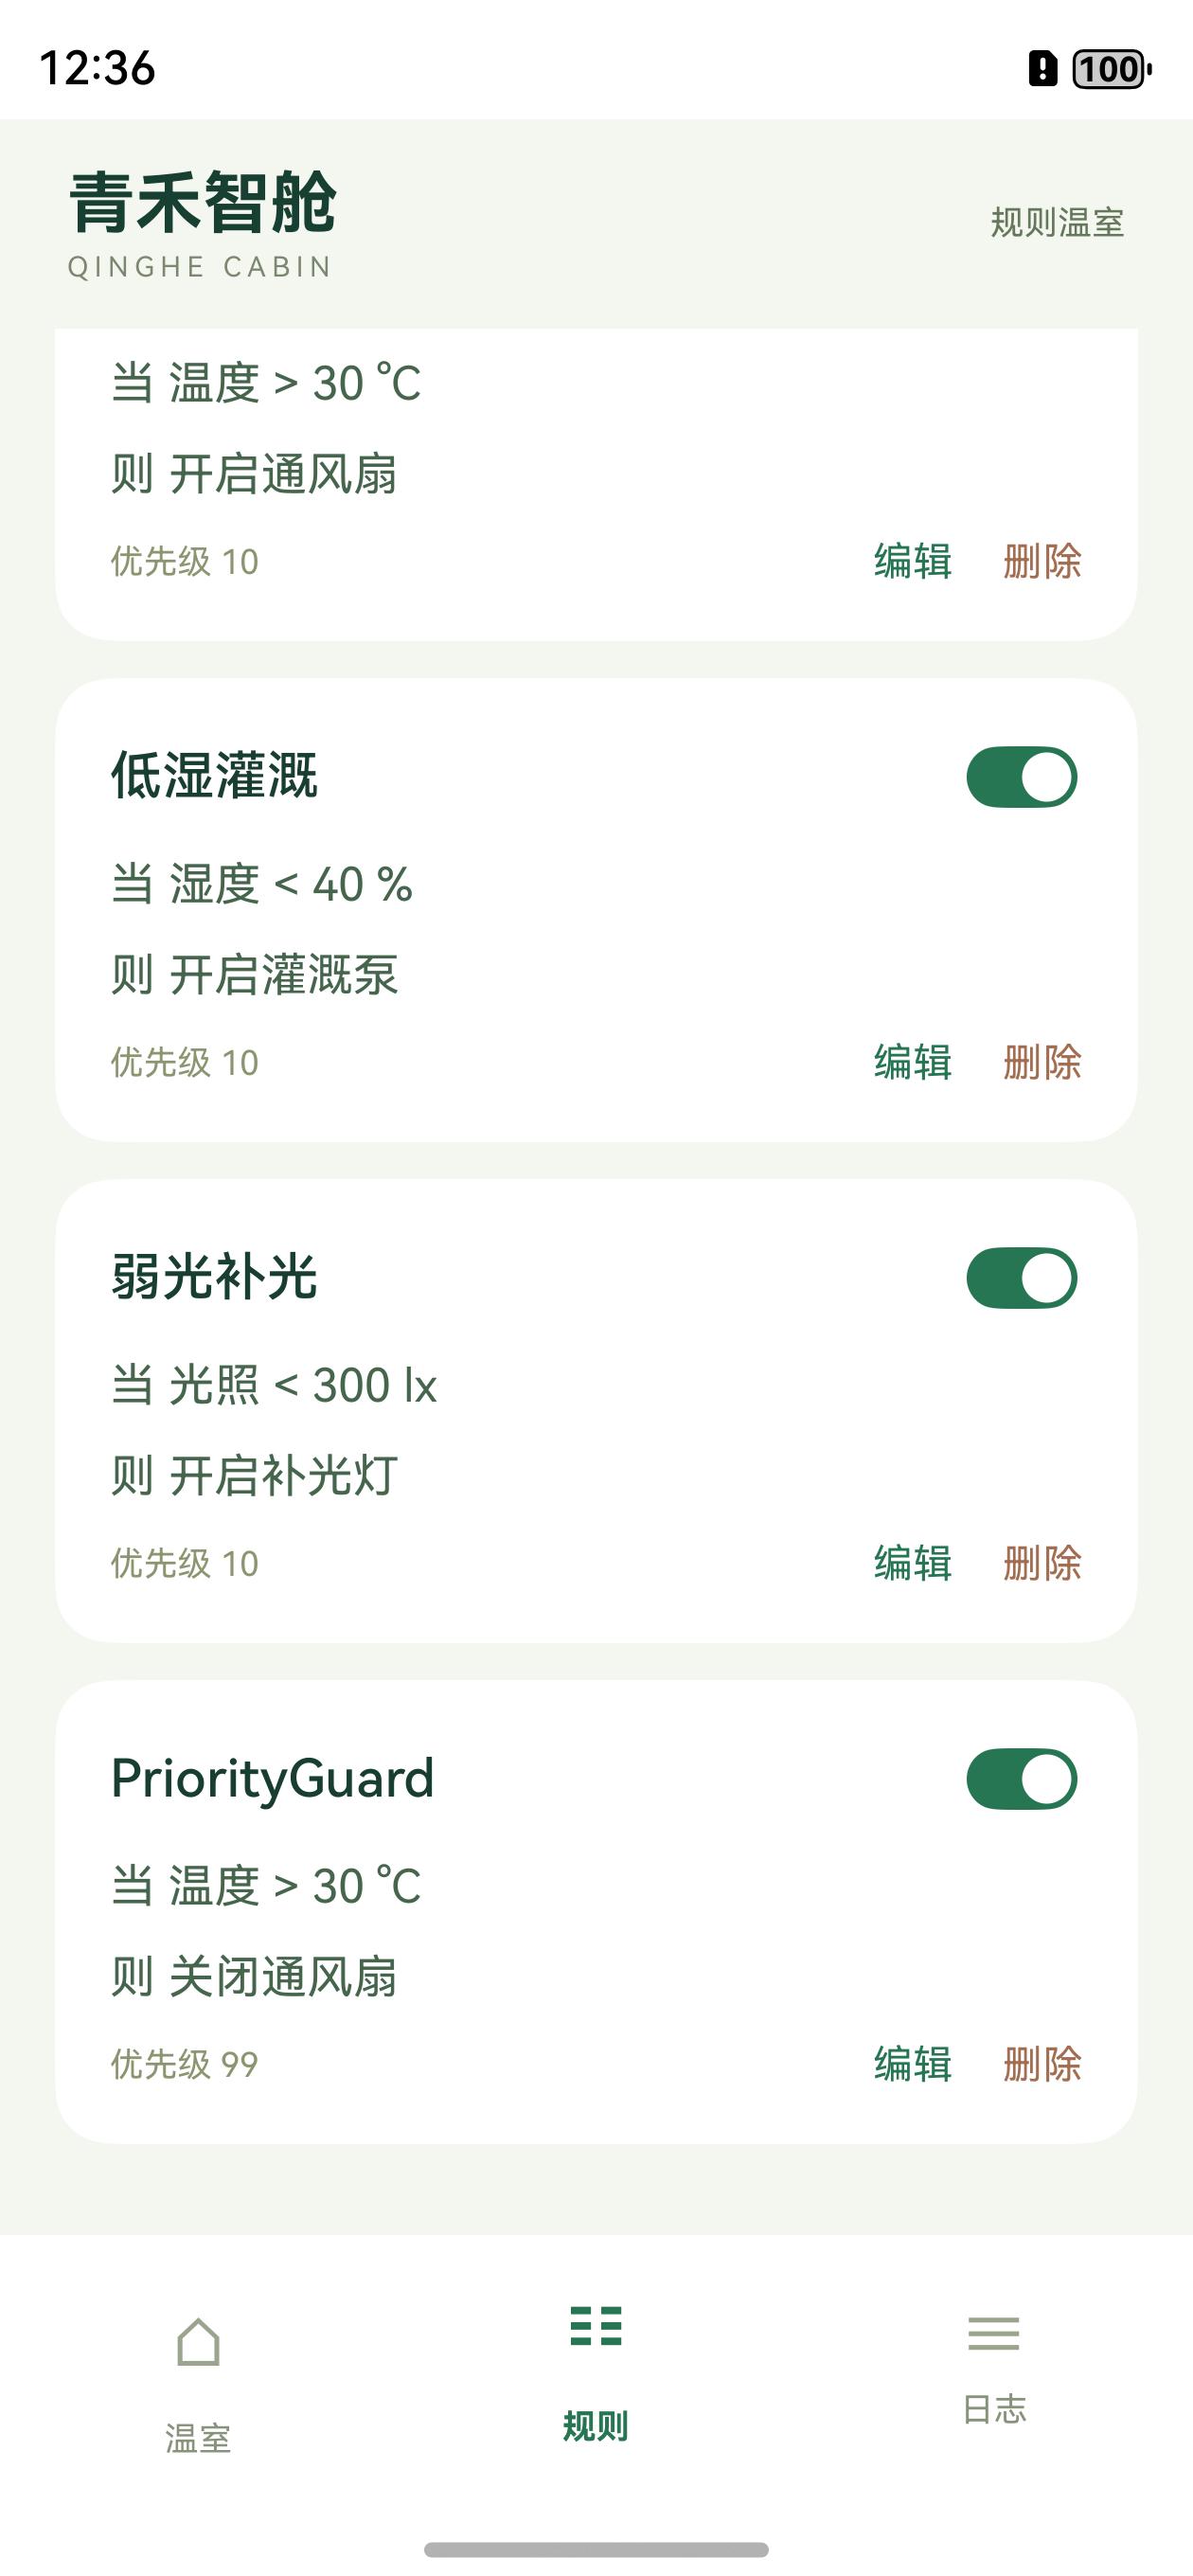 12:36
100
青禾智舱
QINGHE CABIN
规则温室
当 温度 > 30 °C
则 开启通风扇
优先级 10
编辑
删除
低湿灌溉
当 湿度 < 40 %
则 开启灌溉泵
优先级 10
编辑
删除
弱光补光
当 光照 < 300 lx
则 开启补光灯
优先级 10
编辑
删除
PriorityGuard
当 温度 > 30 °C
则 关闭通风扇
优先级 99
编辑
删除
温室
规则
日志